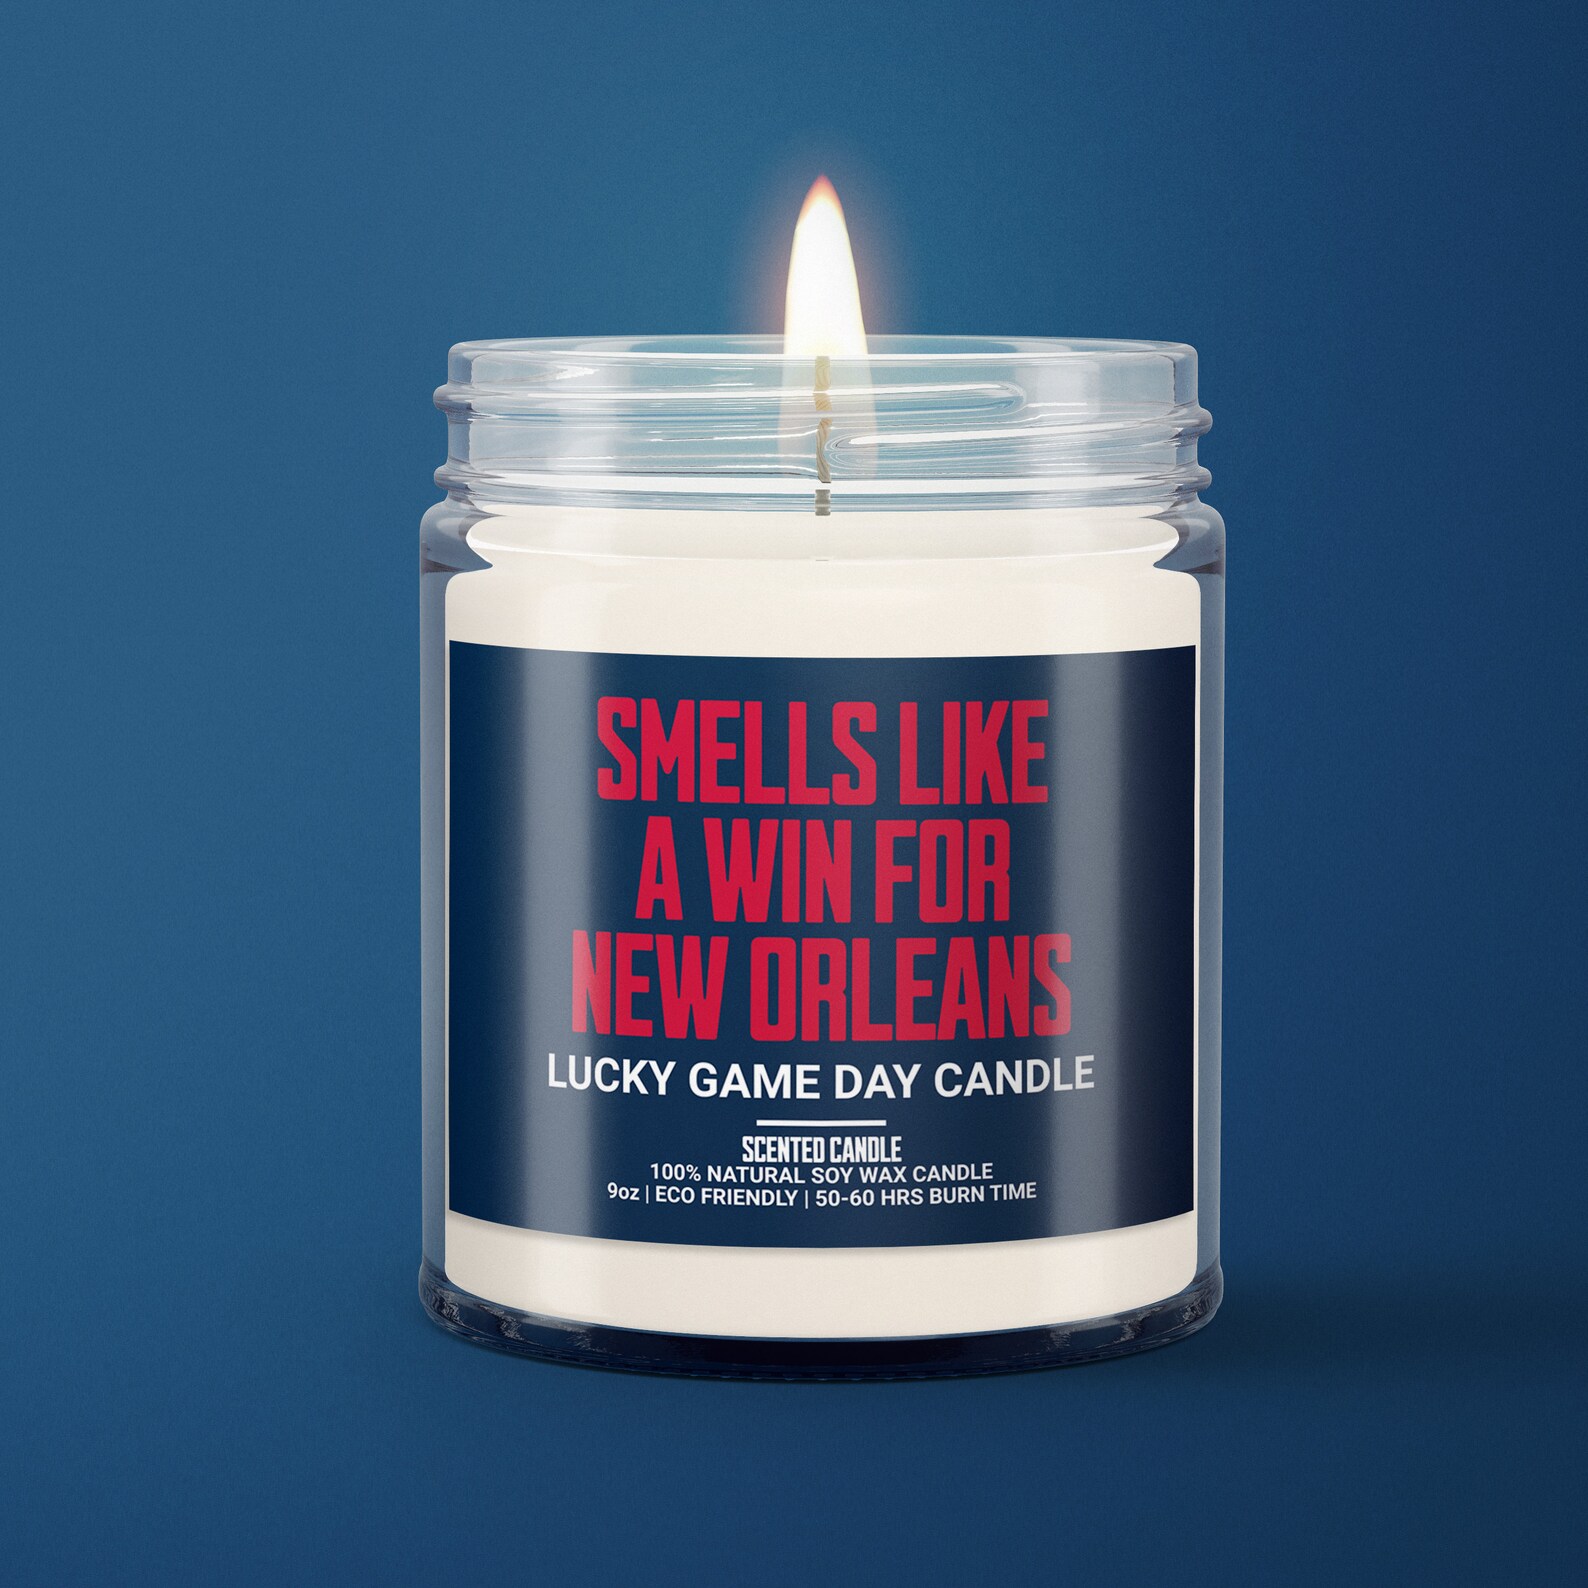 SMELLS LIKE
A WIN FOR
NEW ORLEANS
LUCKY GAME DAY CANDLE
SCENTED CANDLE
100% NATURAL SOY WAX CANDLE
9oz | ECO FRIENDLY | 50-60 HRS BURN TIME